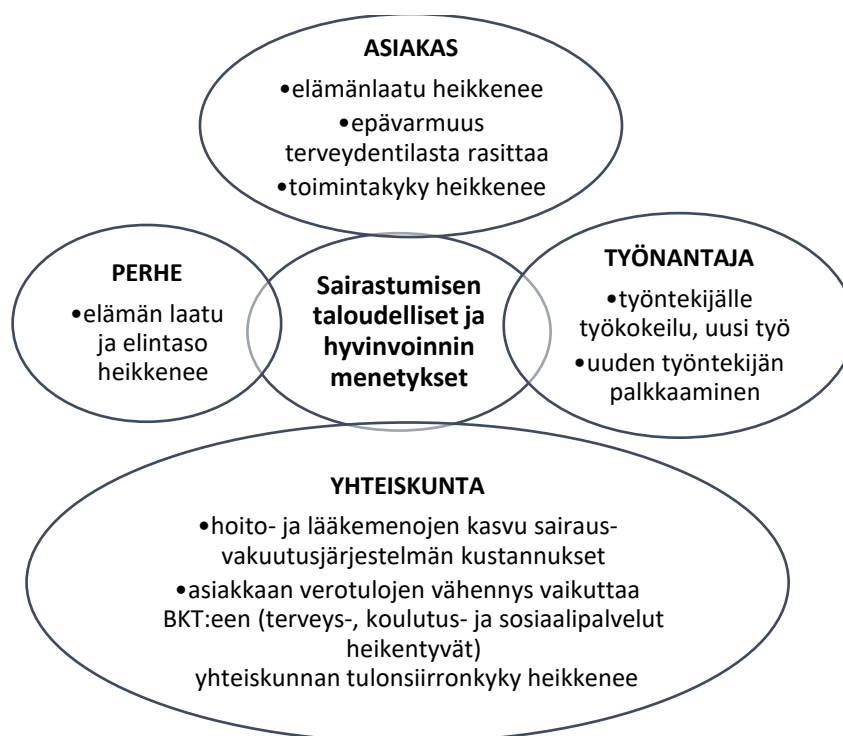 ASIAKAS
•elämänlaatu heikkenee
•epävarmuus
terveydentilasta rasittaa
•toimintakyky heikkenee
PERHE
•elämän laatu
ja elintaso
heikkenee
Sairastumisen
taloudelliset ja
hyvinvoinnin
menetykset
TYÖNANTAJA
•työntekijälle
työkokeilu, uusi työ
•uuden työntekijän
palkkaaminen
YHTEISKUNTA
•hoito- ja lääkemenojen kasvu sairaus-
vakuutusjärjestelmän kustannukset
•asiakkaan verotulojen vähennys vaikuttaa
BKT:een (terveys-, koulutus- ja sosiaalipalvelut
heikentyvät)
yhteiskunnan tulonsiirronkyky heikkenee